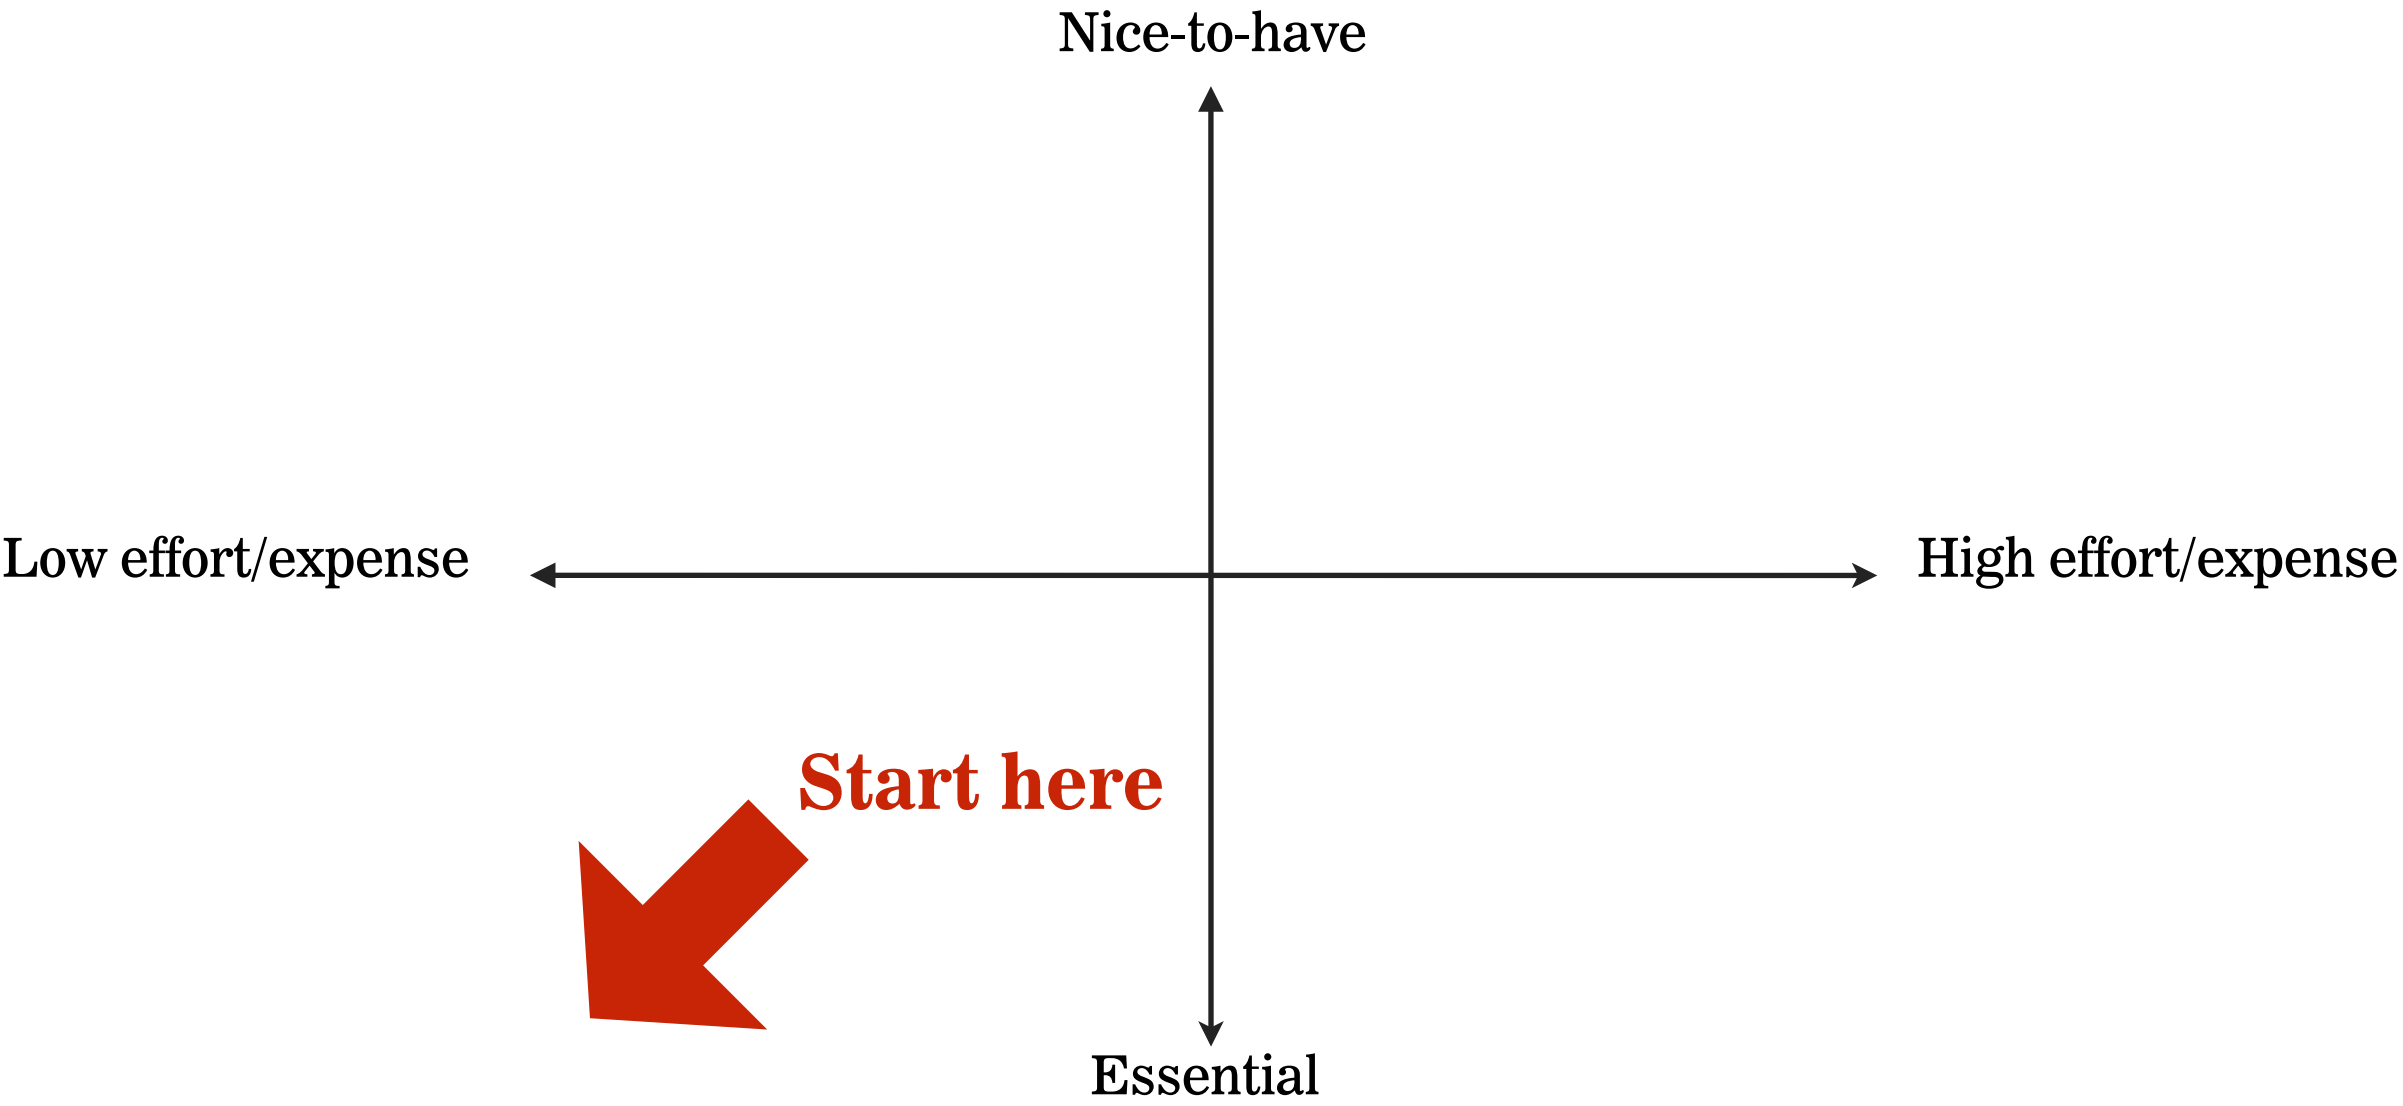 Nice-to-have
Low effort/expense
High effort/expense
Start here
Essential